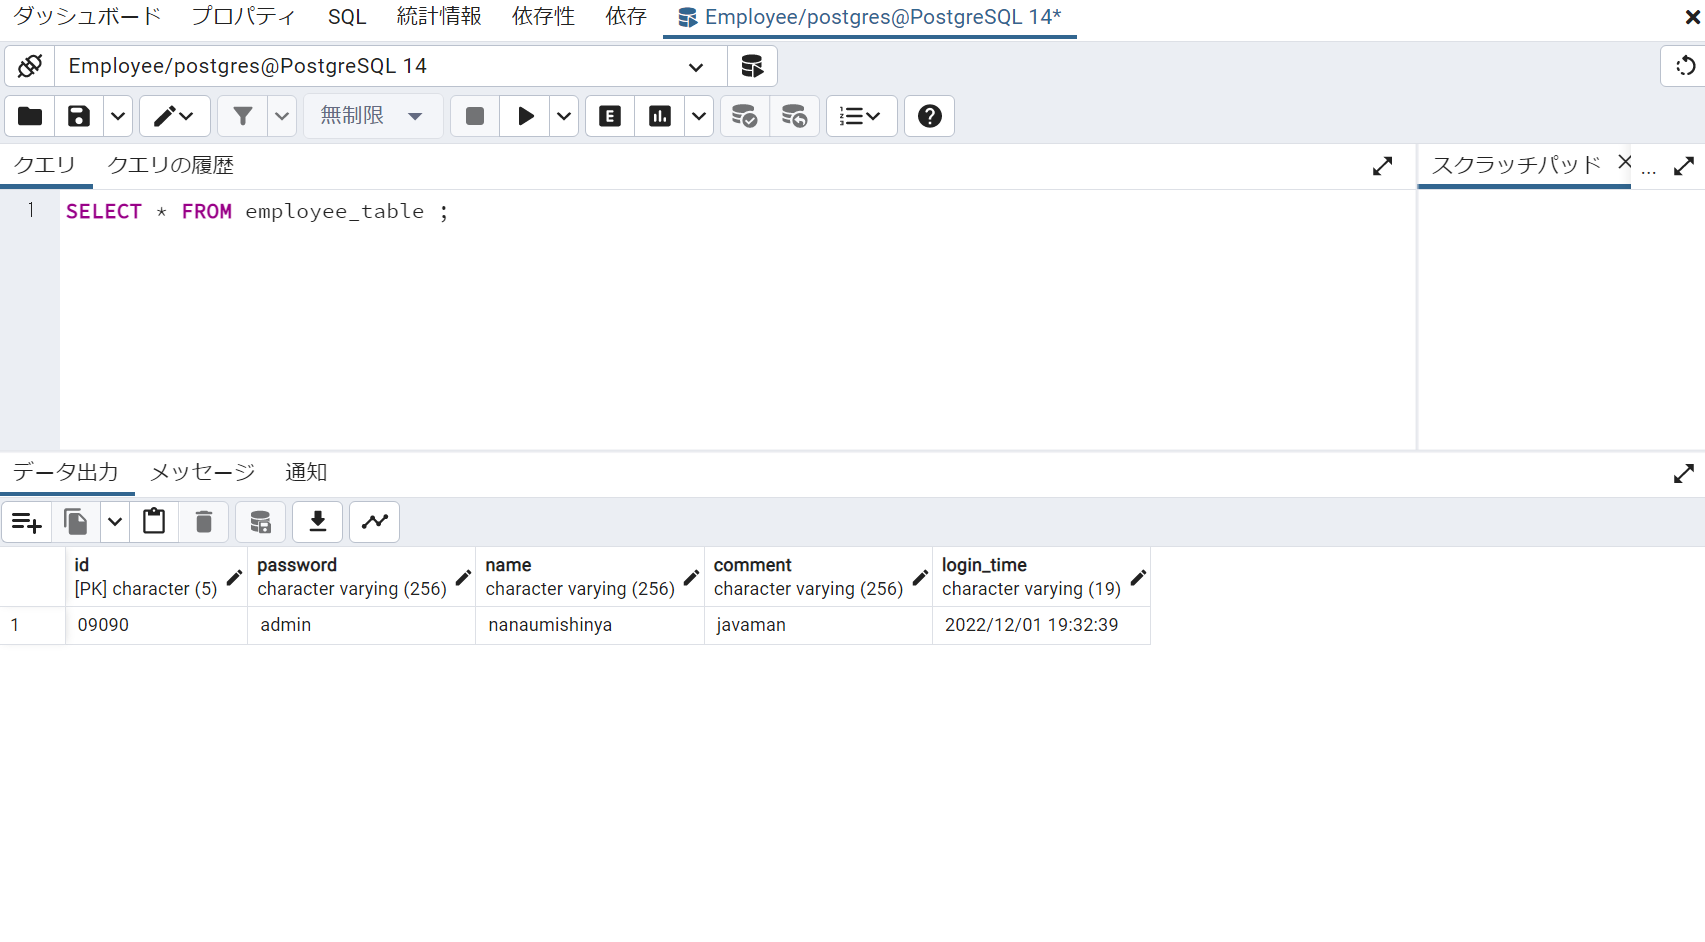 ダッシュボード プロパティ SQL 統計情報 依存性 依存 Employee/postgres@PostgreSQL 14*
Employee/postgres@PostgreSQL 14
無制限
クエリ クエリの履歴 スクラッチパッド ...
1 SELECT * FROM employee_table ;
データ出力 メッセージ 通知
id password name comment login_time
[PK] character (5) character varying (256) character varying (256) character varying (256) character varying (19)
1 09090 admin nanaumishinya javaman 2022/12/01 19:32:39